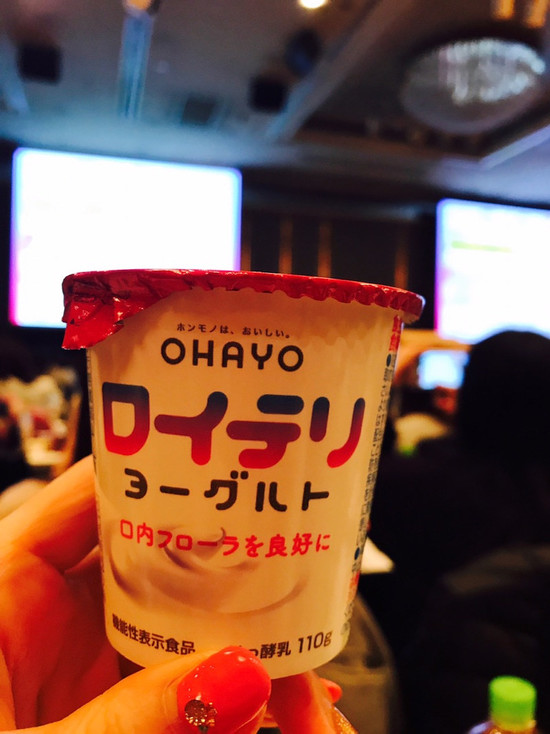 ホンモノは、おいしい。
OHAYO
ロイテリ
ヨーグルト
口内フローラを良好に
機能性表示食品 酵乳 110g